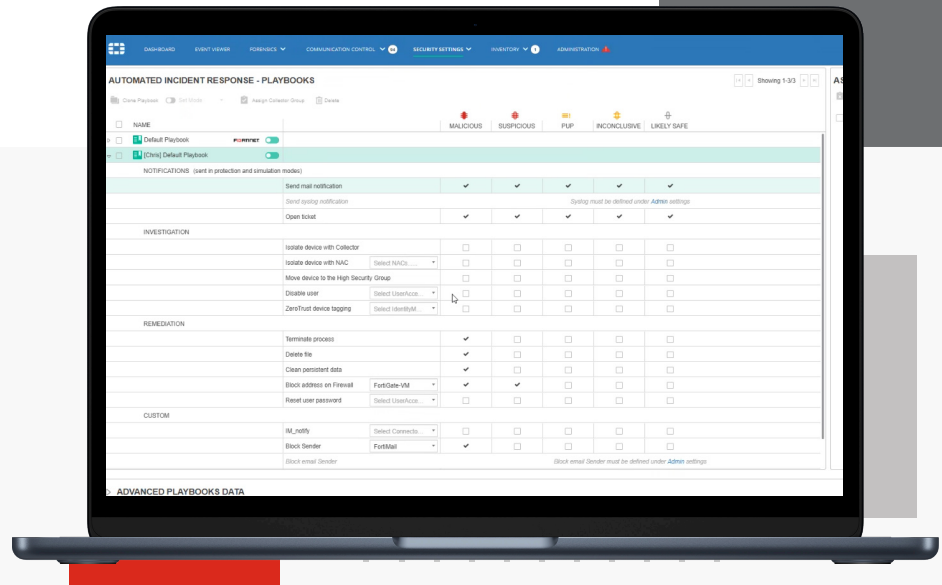 DASHBOARD EVENT VIEWER FORENSICS COMMUNICATION CONTROL 84 SECURITY SETTINGS INVENTORY ADMINISTRATION
AUTOMATED INCIDENT RESPONSE - PLAYBOOKS Showing 1-3/3 AS
Clone Playbook Set Mode Assign Collector Group Delete
NAME MALICIOUS SUSPICIOUS PUP INCONCLUSIVE LIKELY SAFE
Default Playbook FORTINET
[Chris] Default Playbook
NOTIFICATIONS (sent in protection and simulation modes)
Send mail notification
Send syslog notification Syslog must be defined under Admin settings
Open ticket
INVESTIGATION
Isolate device with Collector
Isolate device with NAC Select NACs......
Move device to the High Security Group
Disable user Select UserAcce...
ZeroTrust device tagging Select IdentityM...
REMEDIATION
Terminate process
Delete file
Clean persistent data
Block address on Firewall FortiGate-VM
Reset user password Select UserAcce...
CUSTOM
IM_notify Select Connecto...
Block Sender FortiMail
Block email Sender Block email Sender must be defined under Admin settings
ADVANCED PLAYBOOKS DATA